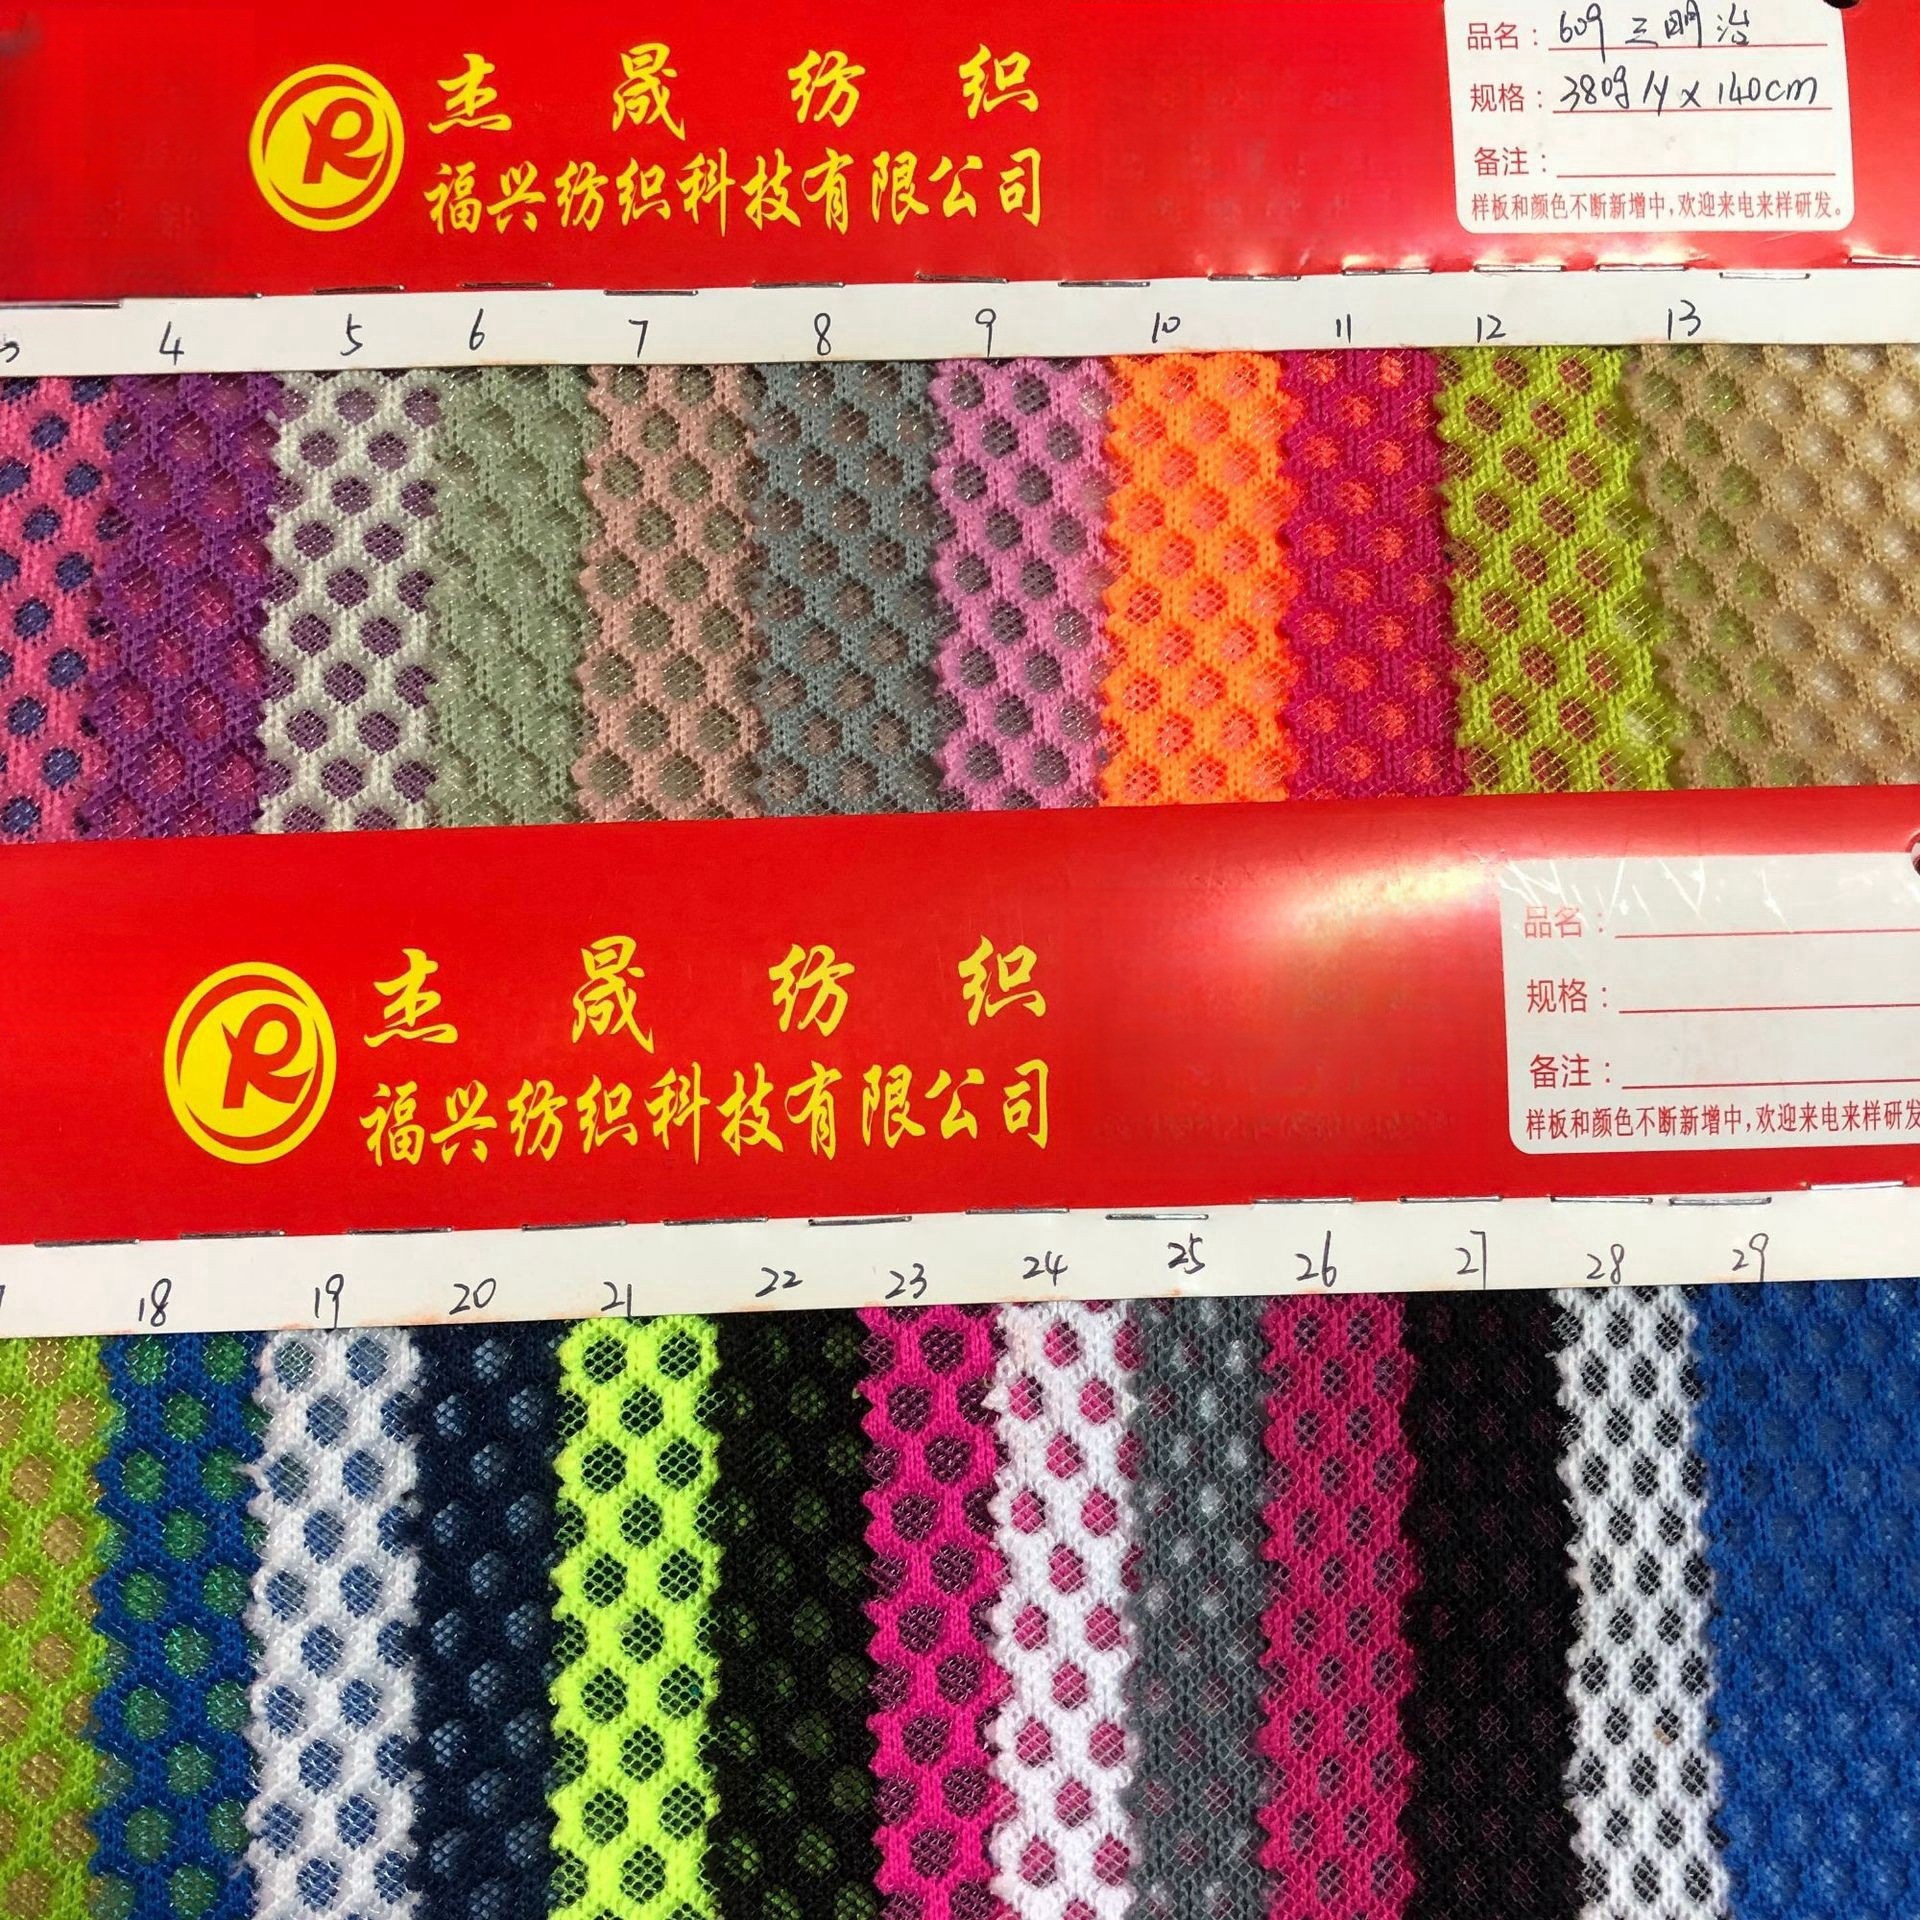 杰晟纺织
福兴纺织科技有限公司
品名：609 三明治
规格：380g/y x 140cm
备注：
样板和颜色不断新增中,欢迎来电来样研发。
4 5 6 7 8 9 10 11 12 13
杰晟纺织
福兴纺织科技有限公司
品名：
规格：
备注：
样板和颜色不断新增中,欢迎来电来样研发
18 19 20 21 22 23 24 25 26 27 28 29